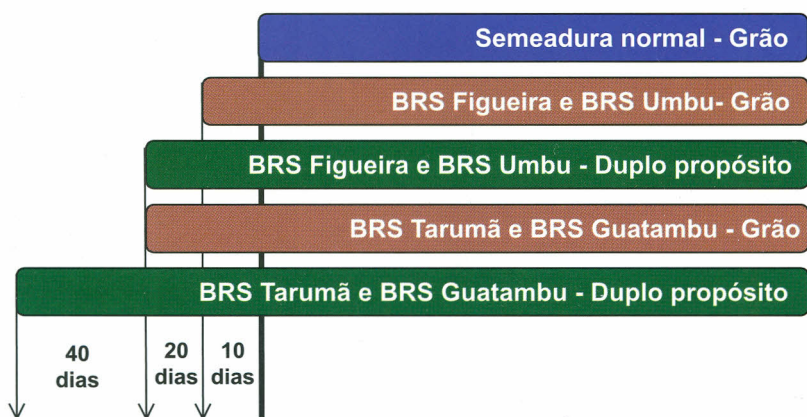 Semeadura normal - Grão
BRS Figueira e BRS Umbu- Grão
BRS Figueira e BRS Umbu - Duplo propósito
BRS Tarumã e BRS Guatambu - Grão
BRS Tarumã e BRS Guatambu - Duplo propósito
40
dias
20
dias
10
dias